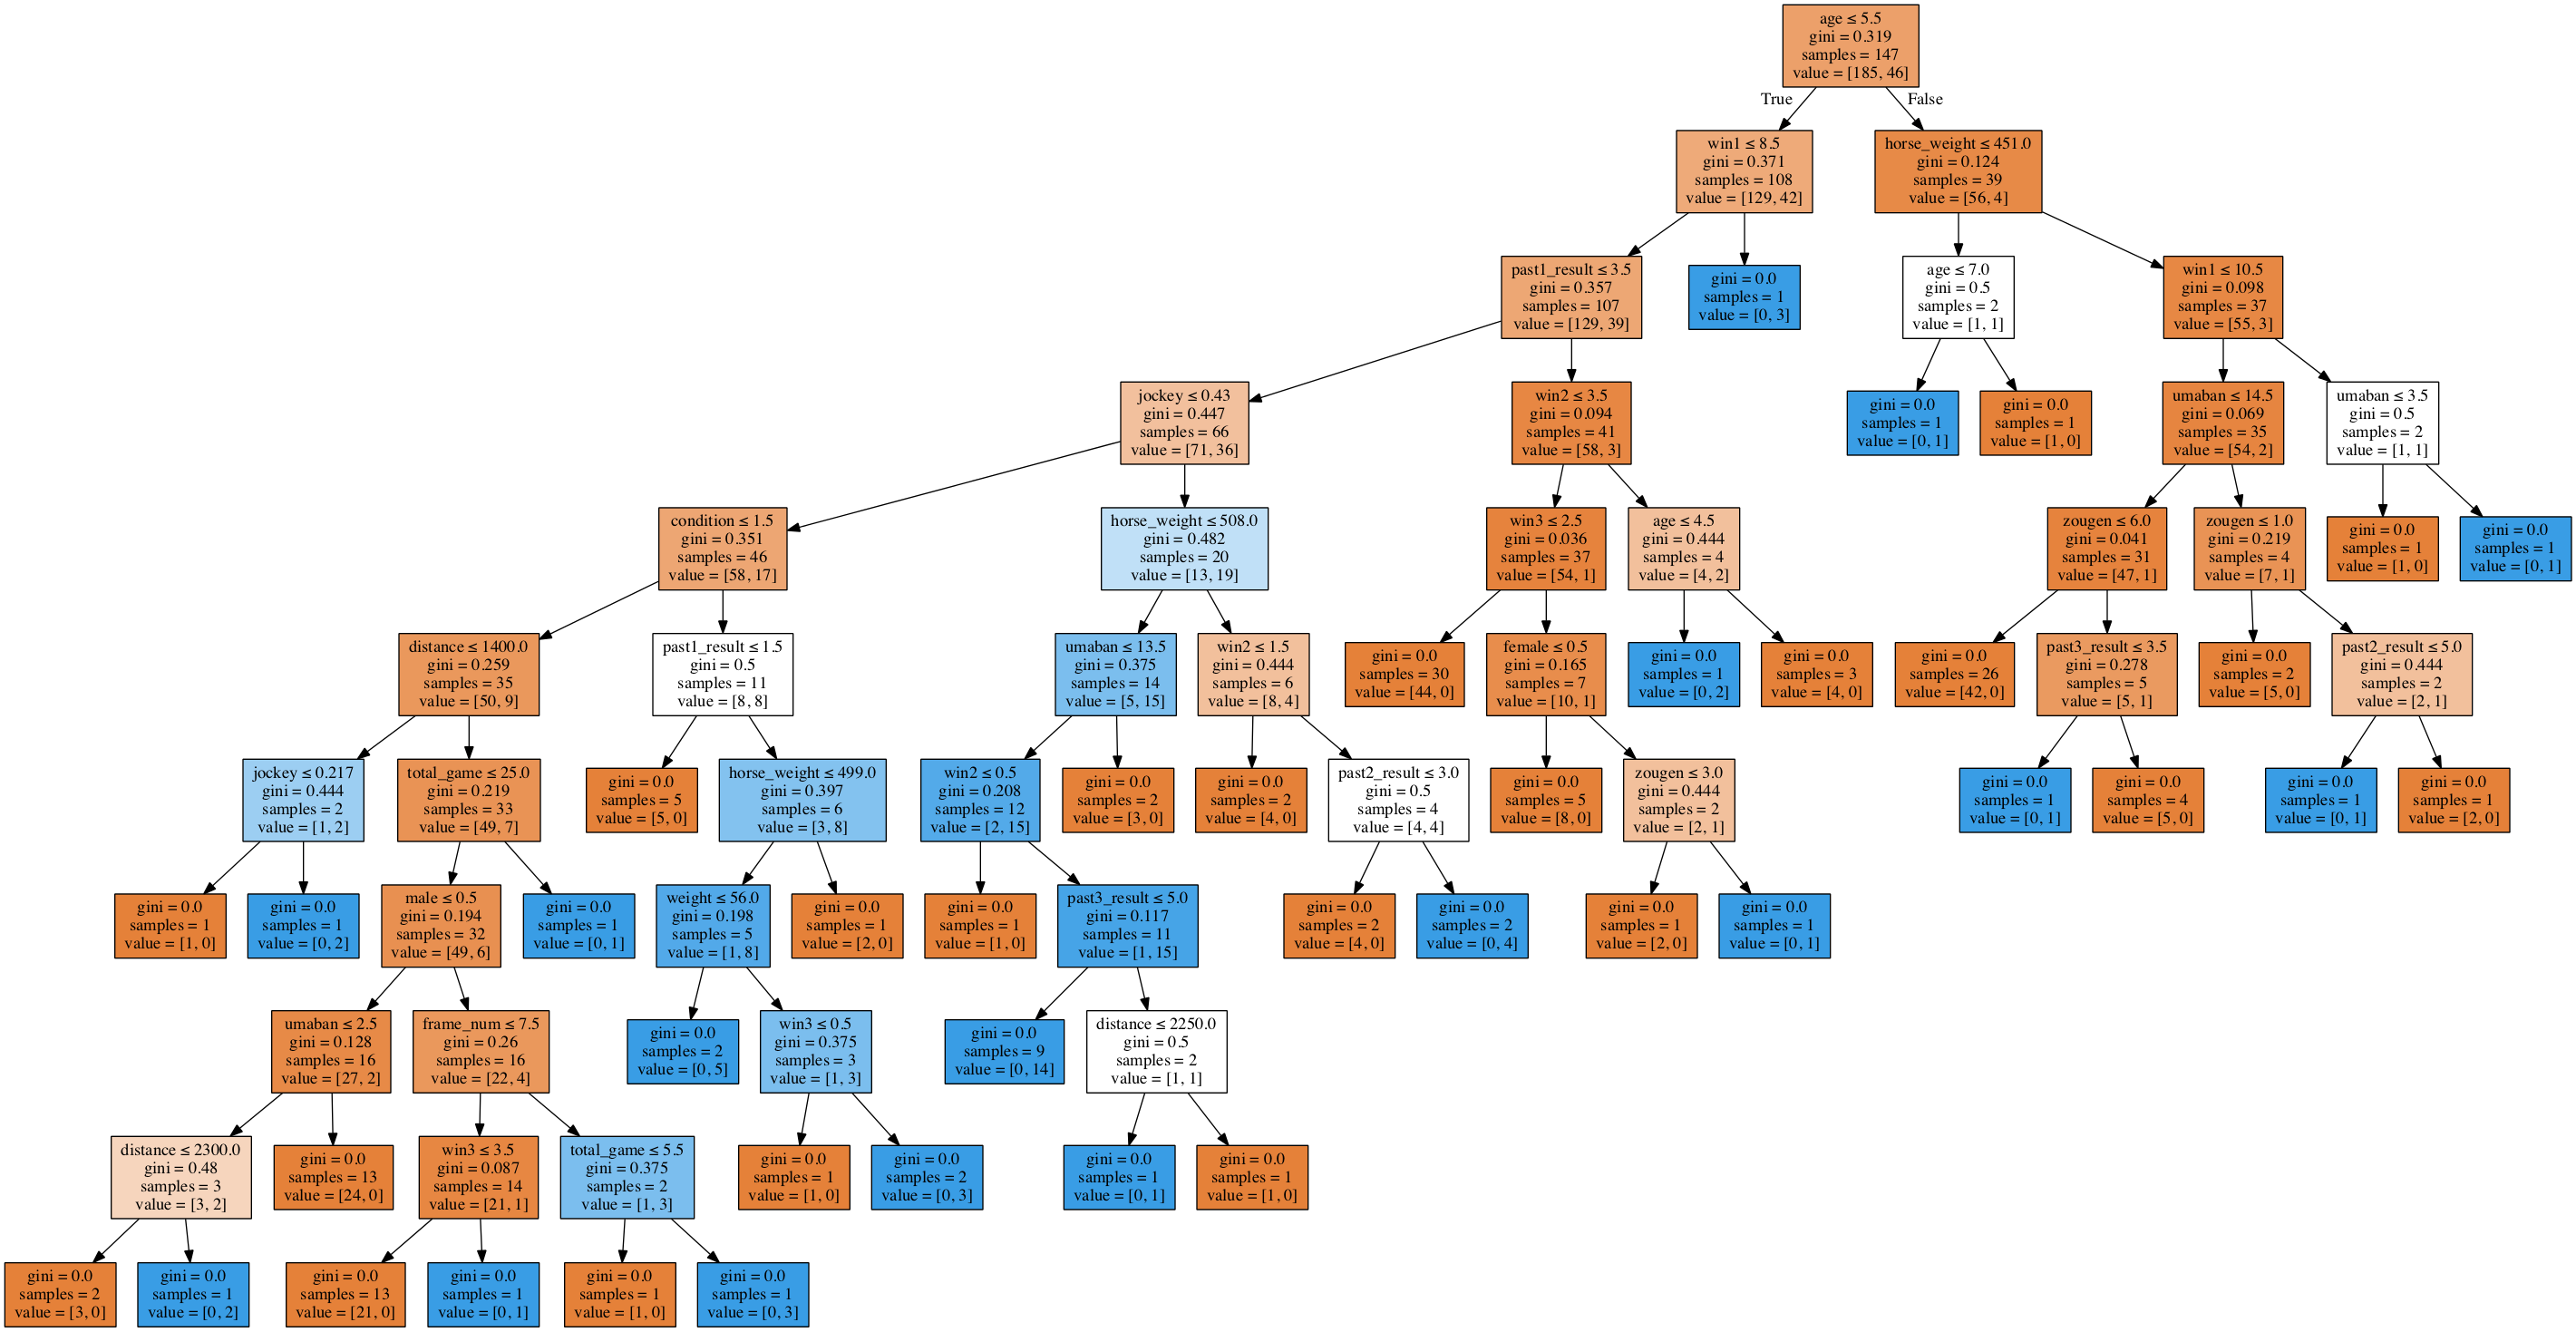 age ≤ 5.5
gini = 0.319
samples = 147
value = [185, 46]
True
False
win1 ≤ 8.5
gini = 0.371
samples = 108
value = [129, 42]
horse_weight ≤ 451.0
gini = 0.124
samples = 39
value = [56, 4]
past1_result ≤ 3.5
gini = 0.357
samples = 107
value = [129, 39]
gini = 0.0
samples = 1
value = [0, 3]
age ≤ 7.0
gini = 0.5
samples = 2
value = [1, 1]
win1 ≤ 10.5
gini = 0.098
samples = 37
value = [55, 3]
jockey ≤ 0.43
gini = 0.447
samples = 66
value = [71, 36]
win2 ≤ 3.5
gini = 0.094
samples = 41
value = [58, 3]
gini = 0.0
samples = 1
value = [0, 1]
gini = 0.0
samples = 1
value = [1, 0]
umaban ≤ 14.5
gini = 0.069
samples = 35
value = [54, 2]
umaban ≤ 3.5
gini = 0.5
samples = 2
value = [1, 1]
condition ≤ 1.5
gini = 0.351
samples = 46
value = [58, 17]
horse_weight ≤ 508.0
gini = 0.482
samples = 20
value = [13, 19]
win3 ≤ 2.5
gini = 0.036
samples = 37
value = [54, 1]
age ≤ 4.5
gini = 0.444
samples = 4
value = [4, 2]
zougen ≤ 6.0
gini = 0.041
samples = 31
value = [47, 1]
zougen ≤ 1.0
gini = 0.219
samples = 4
value = [7, 1]
gini = 0.0
samples = 1
value = [1, 0]
gini = 0.0
samples = 1
value = [0, 1]
distance ≤ 1400.0
gini = 0.259
samples = 35
value = [50, 9]
past1_result ≤ 1.5
gini = 0.5
samples = 11
value = [8, 8]
umaban ≤ 13.5
gini = 0.375
samples = 14
value = [5, 15]
win2 ≤ 1.5
gini = 0.444
samples = 6
value = [8, 4]
gini = 0.0
samples = 30
value = [44, 0]
female ≤ 0.5
gini = 0.165
samples = 7
value = [10, 1]
gini = 0.0
samples = 1
value = [0, 2]
gini = 0.0
samples = 3
value = [4, 0]
gini = 0.0
samples = 26
value = [42, 0]
past3_result ≤ 3.5
gini = 0.278
samples = 5
value = [5, 1]
gini = 0.0
samples = 2
value = [5, 0]
past2_result ≤ 5.0
gini = 0.444
samples = 2
value = [2, 1]
jockey ≤ 0.217
gini = 0.444
samples = 2
value = [1, 2]
total_game ≤ 25.0
gini = 0.219
samples = 33
value = [49, 7]
gini = 0.0
samples = 5
value = [5, 0]
horse_weight ≤ 499.0
gini = 0.397
samples = 6
value = [3, 8]
win2 ≤ 0.5
gini = 0.208
samples = 12
value = [2, 15]
gini = 0.0
samples = 2
value = [3, 0]
gini = 0.0
samples = 2
value = [4, 0]
past2_result ≤ 3.0
gini = 0.5
samples = 4
value = [4, 4]
gini = 0.0
samples = 5
value = [8, 0]
zougen ≤ 3.0
gini = 0.444
samples = 2
value = [2, 1]
gini = 0.0
samples = 1
value = [0, 1]
gini = 0.0
samples = 4
value = [5, 0]
gini = 0.0
samples = 1
value = [0, 1]
gini = 0.0
samples = 1
value = [2, 0]
gini = 0.0
samples = 1
value = [1, 0]
gini = 0.0
samples = 1
value = [0, 2]
male ≤ 0.5
gini = 0.194
samples = 32
value = [49, 6]
gini = 0.0
samples = 1
value = [0, 1]
weight ≤ 56.0
gini = 0.198
samples = 5
value = [1, 8]
gini = 0.0
samples = 1
value = [2, 0]
gini = 0.0
samples = 1
value = [1, 0]
past3_result ≤ 5.0
gini = 0.117
samples = 11
value = [1, 15]
gini = 0.0
samples = 2
value = [4, 0]
gini = 0.0
samples = 2
value = [0, 4]
gini = 0.0
samples = 1
value = [2, 0]
gini = 0.0
samples = 1
value = [0, 1]
umaban ≤ 2.5
gini = 0.128
samples = 16
value = [27, 2]
frame_num ≤ 7.5
gini = 0.26
samples = 16
value = [22, 4]
gini = 0.0
samples = 2
value = [0, 5]
win3 ≤ 0.5
gini = 0.375
samples = 3
value = [1, 3]
gini = 0.0
samples = 9
value = [0, 14]
distance ≤ 2250.0
gini = 0.5
samples = 2
value = [1, 1]
distance ≤ 2300.0
gini = 0.48
samples = 3
value = [3, 2]
gini = 0.0
samples = 13
value = [24, 0]
win3 ≤ 3.5
gini = 0.087
samples = 14
value = [21, 1]
total_game ≤ 5.5
gini = 0.375
samples = 2
value = [1, 3]
gini = 0.0
samples = 1
value = [1, 0]
gini = 0.0
samples = 2
value = [0, 3]
gini = 0.0
samples = 1
value = [0, 1]
gini = 0.0
samples = 1
value = [1, 0]
gini = 0.0
samples = 2
value = [3, 0]
gini = 0.0
samples = 1
value = [0, 2]
gini = 0.0
samples = 13
value = [21, 0]
gini = 0.0
samples = 1
value = [0, 1]
gini = 0.0
samples = 1
value = [1, 0]
gini = 0.0
samples = 1
value = [0, 3]